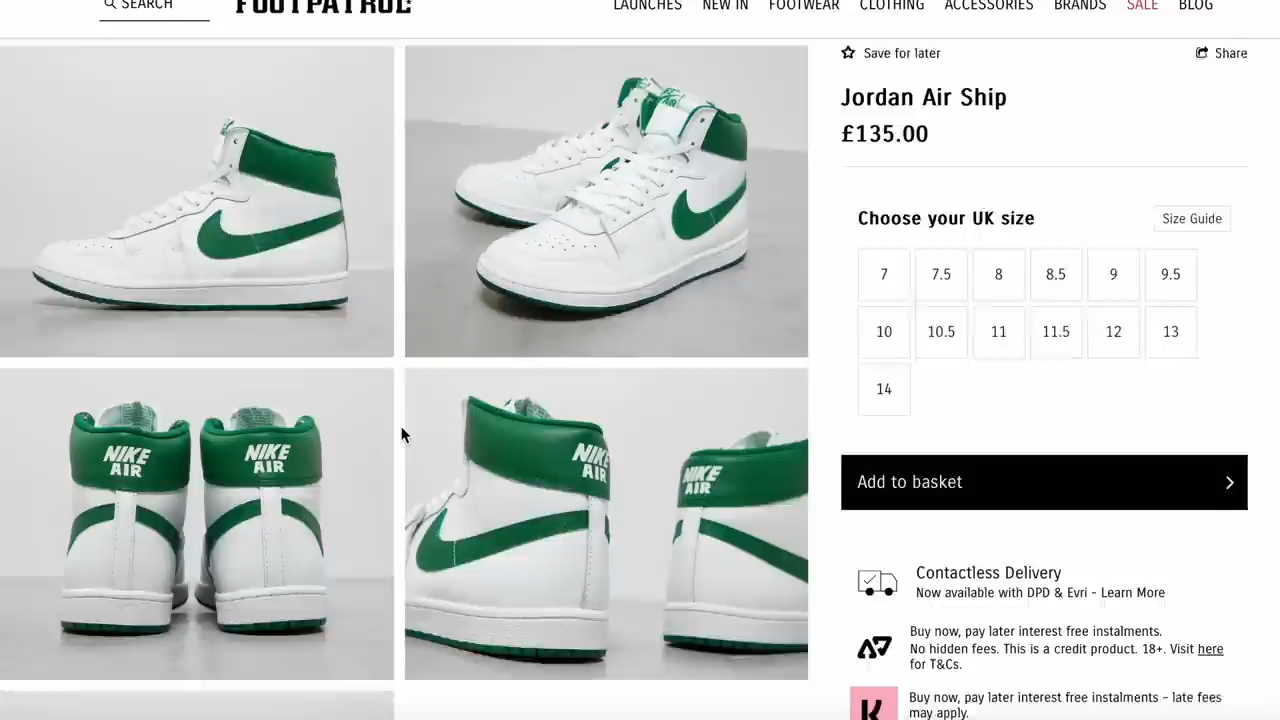 SEARCH
FOOTPATROL
LAUNCHES NEW IN FOOTWEAR CLOTHING ACCESSORIES BRANDS SALE BLOG
Save for later
Share
Jordan Air Ship
£135.00
Choose your UK size
Size Guide
7 7.5 8 8.5 9 9.5
10 10.5 11 11.5 12 13
14
NIKE
AIR
NIKE
AIR
NIKE
AIR
NIKE
AIR
Add to basket
Contactless Delivery
Now available with DPD & Evri - Learn More
Buy now, pay later interest free instalments.
No hidden fees. This is a credit product. 18+. Visit here
for T&Cs.
K
Buy now, pay later interest free instalments - late fees
may apply.